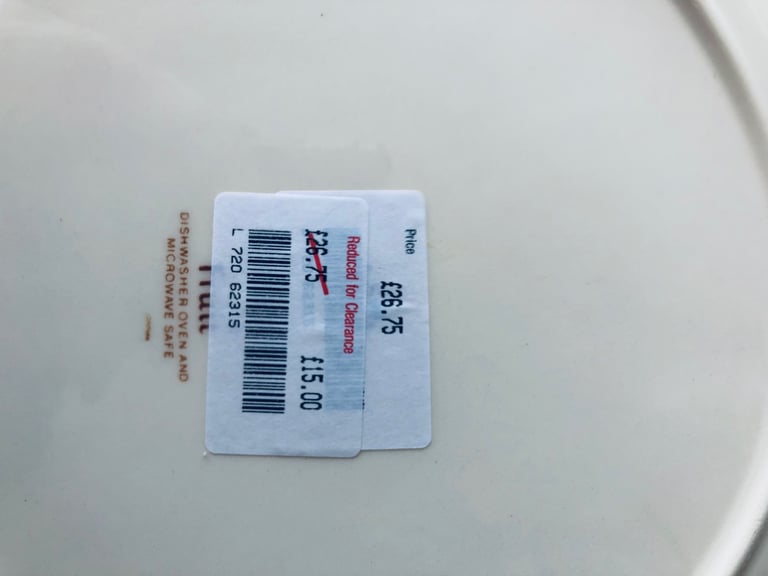 Price
£26.75
Reduced for Clearance
£26.75 £15.00
L 720 62315
DISHWASHER OVEN AND
MICROWAVE SAFE